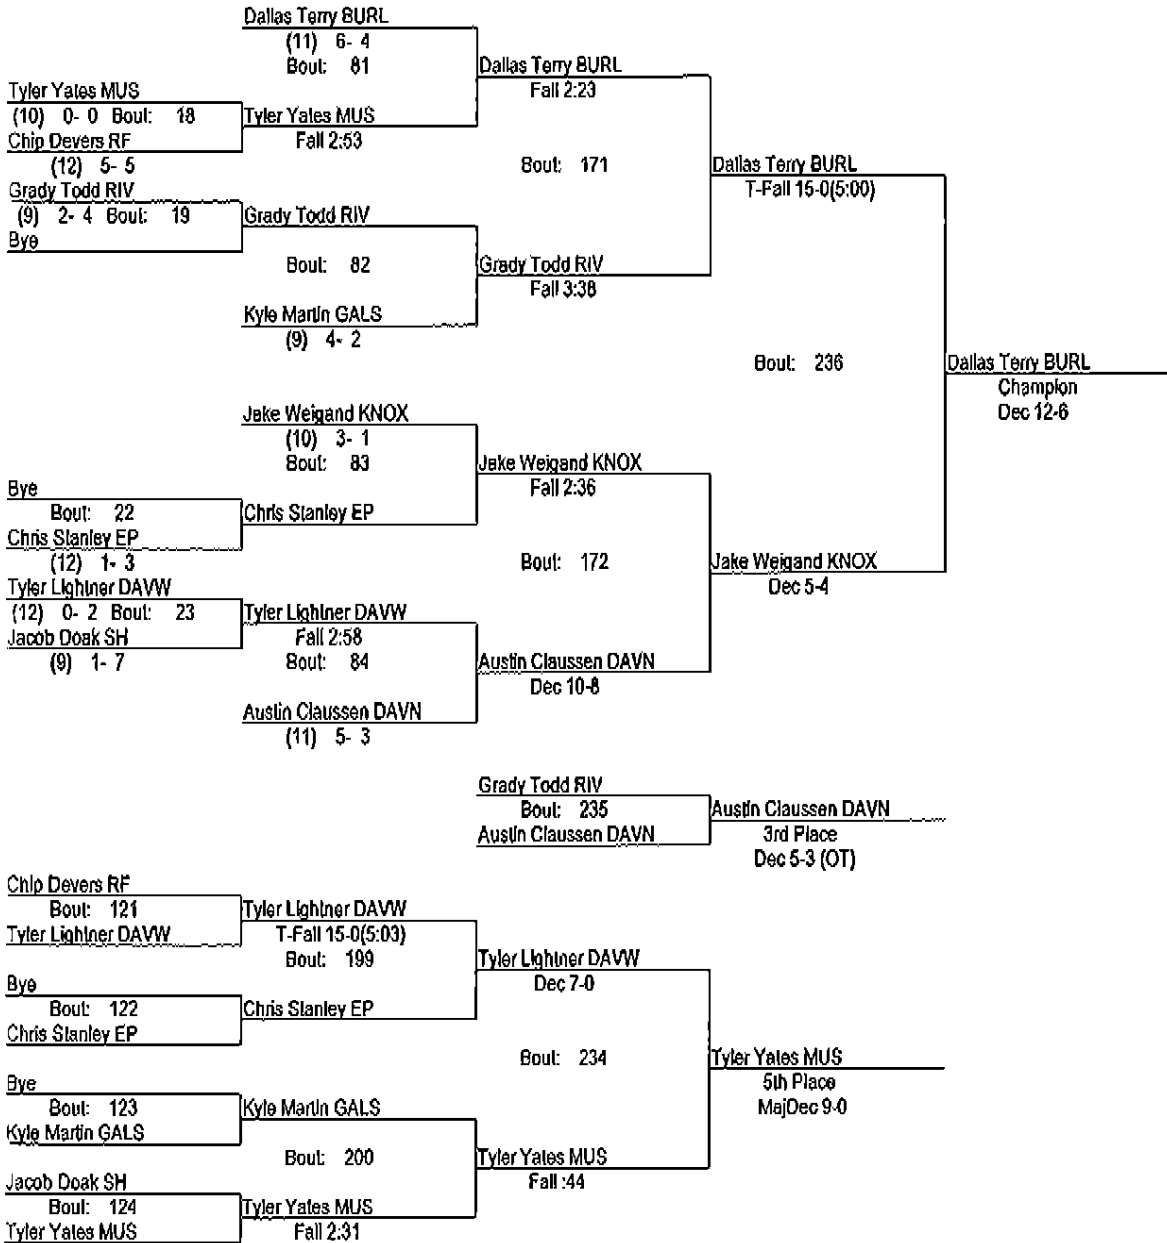 Dallas Terry BURL
(11) 6- 4
Bout: 81
Dallas Terry BURL
Fall 2:23
Tyler Yates MUS
(10) 0- 0 Bout: 18
Tyler Yates MUS
Fall 2:53
Chip Devers RF
(12) 5- 5
Bout: 171
Dallas Terry BURL
T-Fall 15-0(5:00)
Grady Todd RIV
(9) 2- 4 Bout: 19
Grady Todd RIV
Bye
Bout: 82
Grady Todd RIV
Fall 3:38
Kyle Martin GALS
(9) 4- 2
Bout: 236
Dallas Terry BURL
Champion
Dec 12-6
Jake Weigand KNOX
(10) 3- 1
Bout: 83
Jake Weigand KNOX
Fall 2:36
Bye
Bout: 22
Chris Stanley EP
Chris Stanley EP
(12) 1- 3
Bout: 172
Jake Weigand KNOX
Dec 5-4
Tyler Lightner DAVW
(12) 0- 2 Bout: 23
Tyler Lightner DAVW
Fall 2:58
Jacob Doak SH
(9) 1- 7
Bout: 84
Austin Claussen DAVN
Dec 10-8
Austin Claussen DAVN
(11) 5- 3
Grady Todd RIV
Bout: 235
Austin Claussen DAVN
Austin Claussen DAVN
3rd Place
Dec 5-3 (OT)
Chip Devers RF
Bout: 121
Tyler Lightner DAVW
Tyler Lightner DAVW
T-Fall 15-0(5:03)
Bout: 199
Tyler Lightner DAVW
Dec 7-0
Bye
Bout: 122
Chris Stanley EP
Chris Stanley EP
Bout: 234
Tyler Yates MUS
5th Place
MajDec 9-0
Bye
Bout: 123
Kyle Martin GALS
Kyle Martin GALS
Bout: 200
Tyler Yates MUS
Fall :44
Jacob Doak SH
Bout: 124
Tyler Yates MUS
Tyler Yates MUS
Fall 2:31